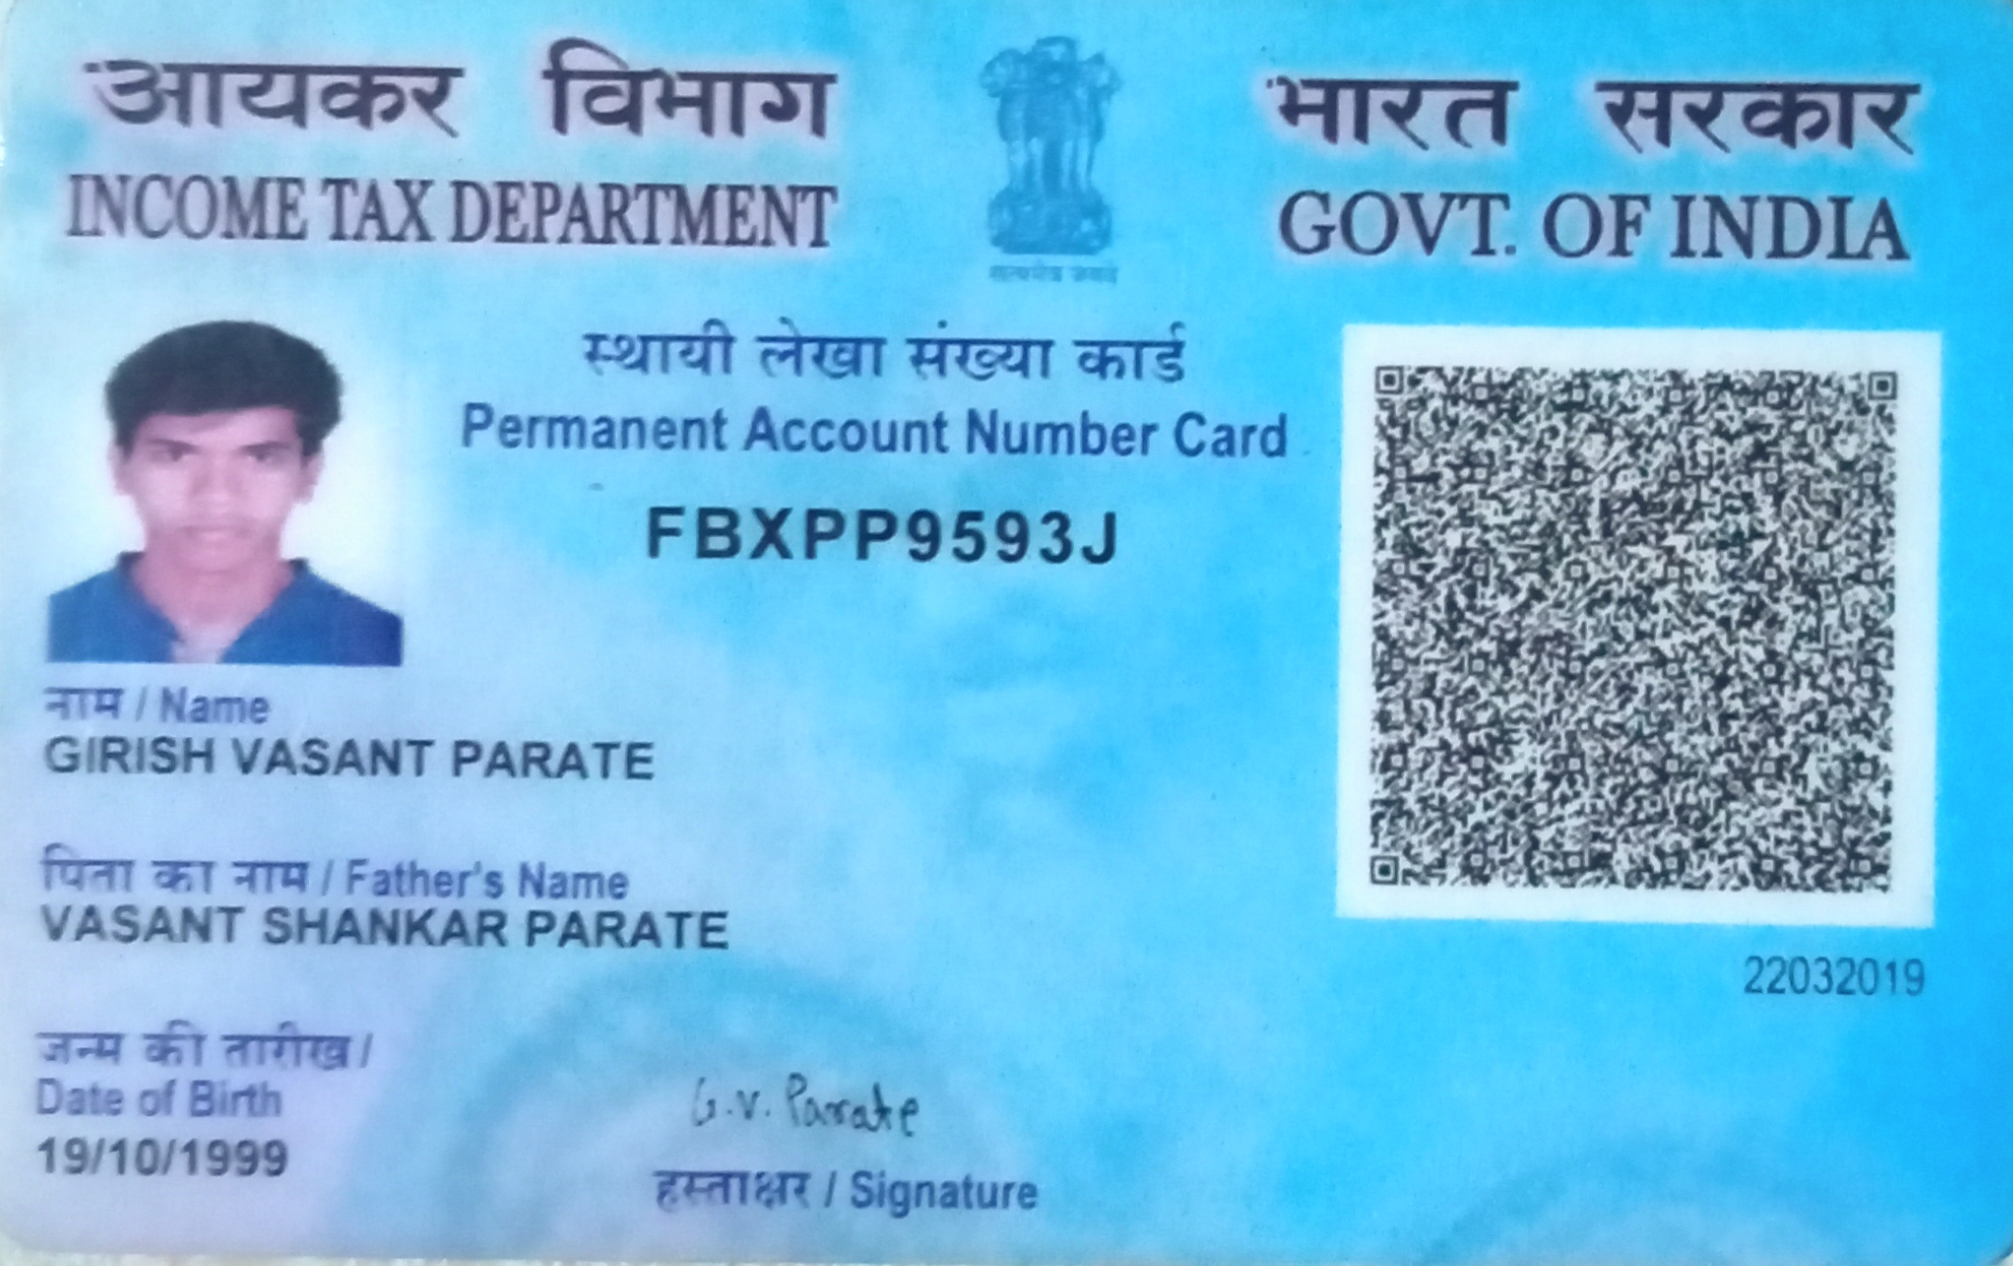 आयकर विभाग
INCOME TAX DEPARTMENT
भारत सरकार
GOVT. OF INDIA
सत्यमेव जयते
स्थायी लेखा संख्या कार्ड
Permanent Account Number Card
FBXPP9593J
नाम / Name
GIRISH VASANT PARATE
पिता का नाम / Father's Name
VASANT SHANKAR PARATE
22032019
जन्म की तारीख /
Date of Birth
19/10/1999
G.V. Parate
हस्ताक्षर / Signature